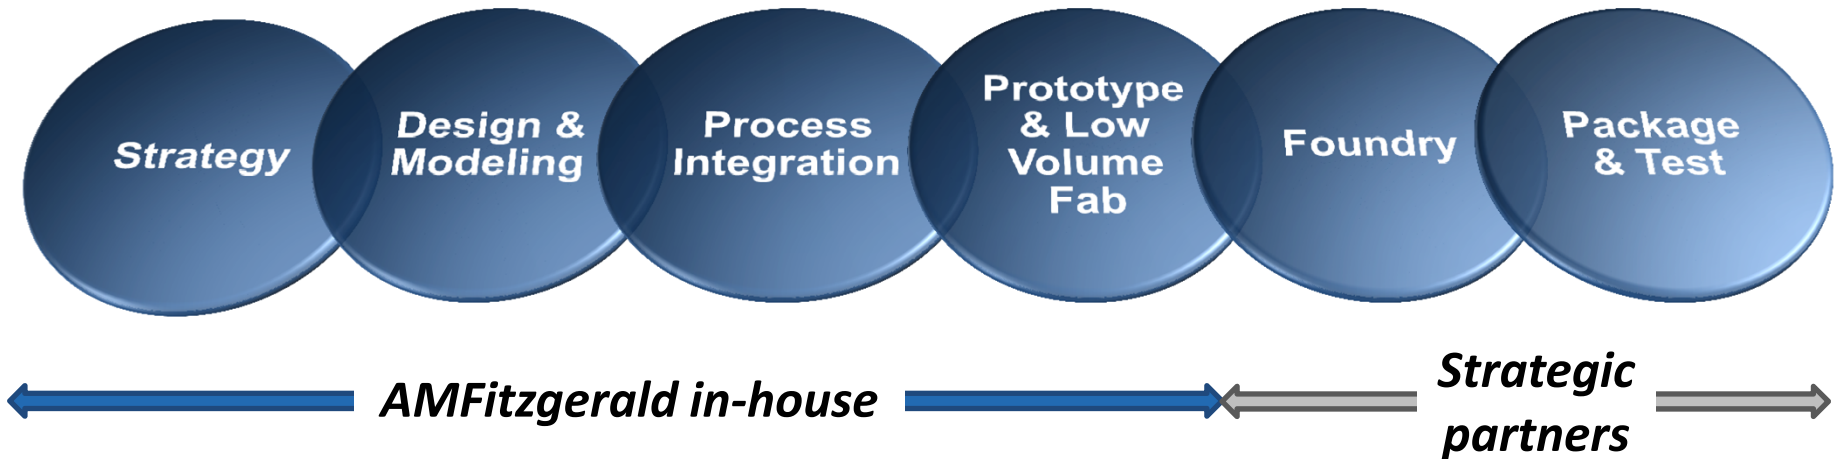 Strategy
Design &
Modeling
Process
Integration
Prototype
& Low
Volume
Fab
Foundry
Package
& Test
AMFitzgerald in-house
Strategic
partners